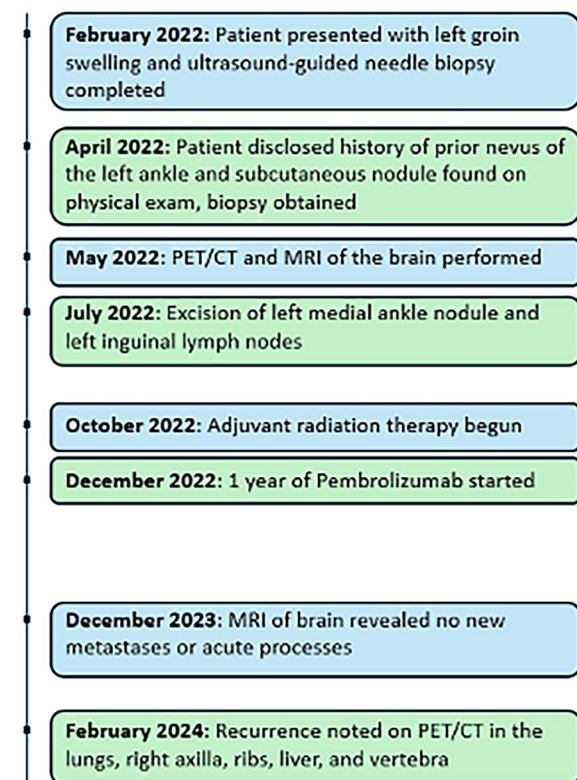 February 2022: Patient presented with left groin
swelling and ultrasound-guided needle biopsy
completed
April 2022: Patient disclosed history of prior nevus of
the left ankle and subcutaneous nodule found on
physical exam, biopsy obtained
May 2022: PET/CT and MRI of the brain performed
July 2022: Excision of left medial ankle nodule and
left inguinal lymph nodes
October 2022: Adjuvant radiation therapy begun
December 2022: 1 year of Pembrolizumab started
December 2023: MRI of brain revealed no new
metastases or acute processes
February 2024: Recurrence noted on PET/CT in the
lungs, right axilla, ribs, liver, and vertebra